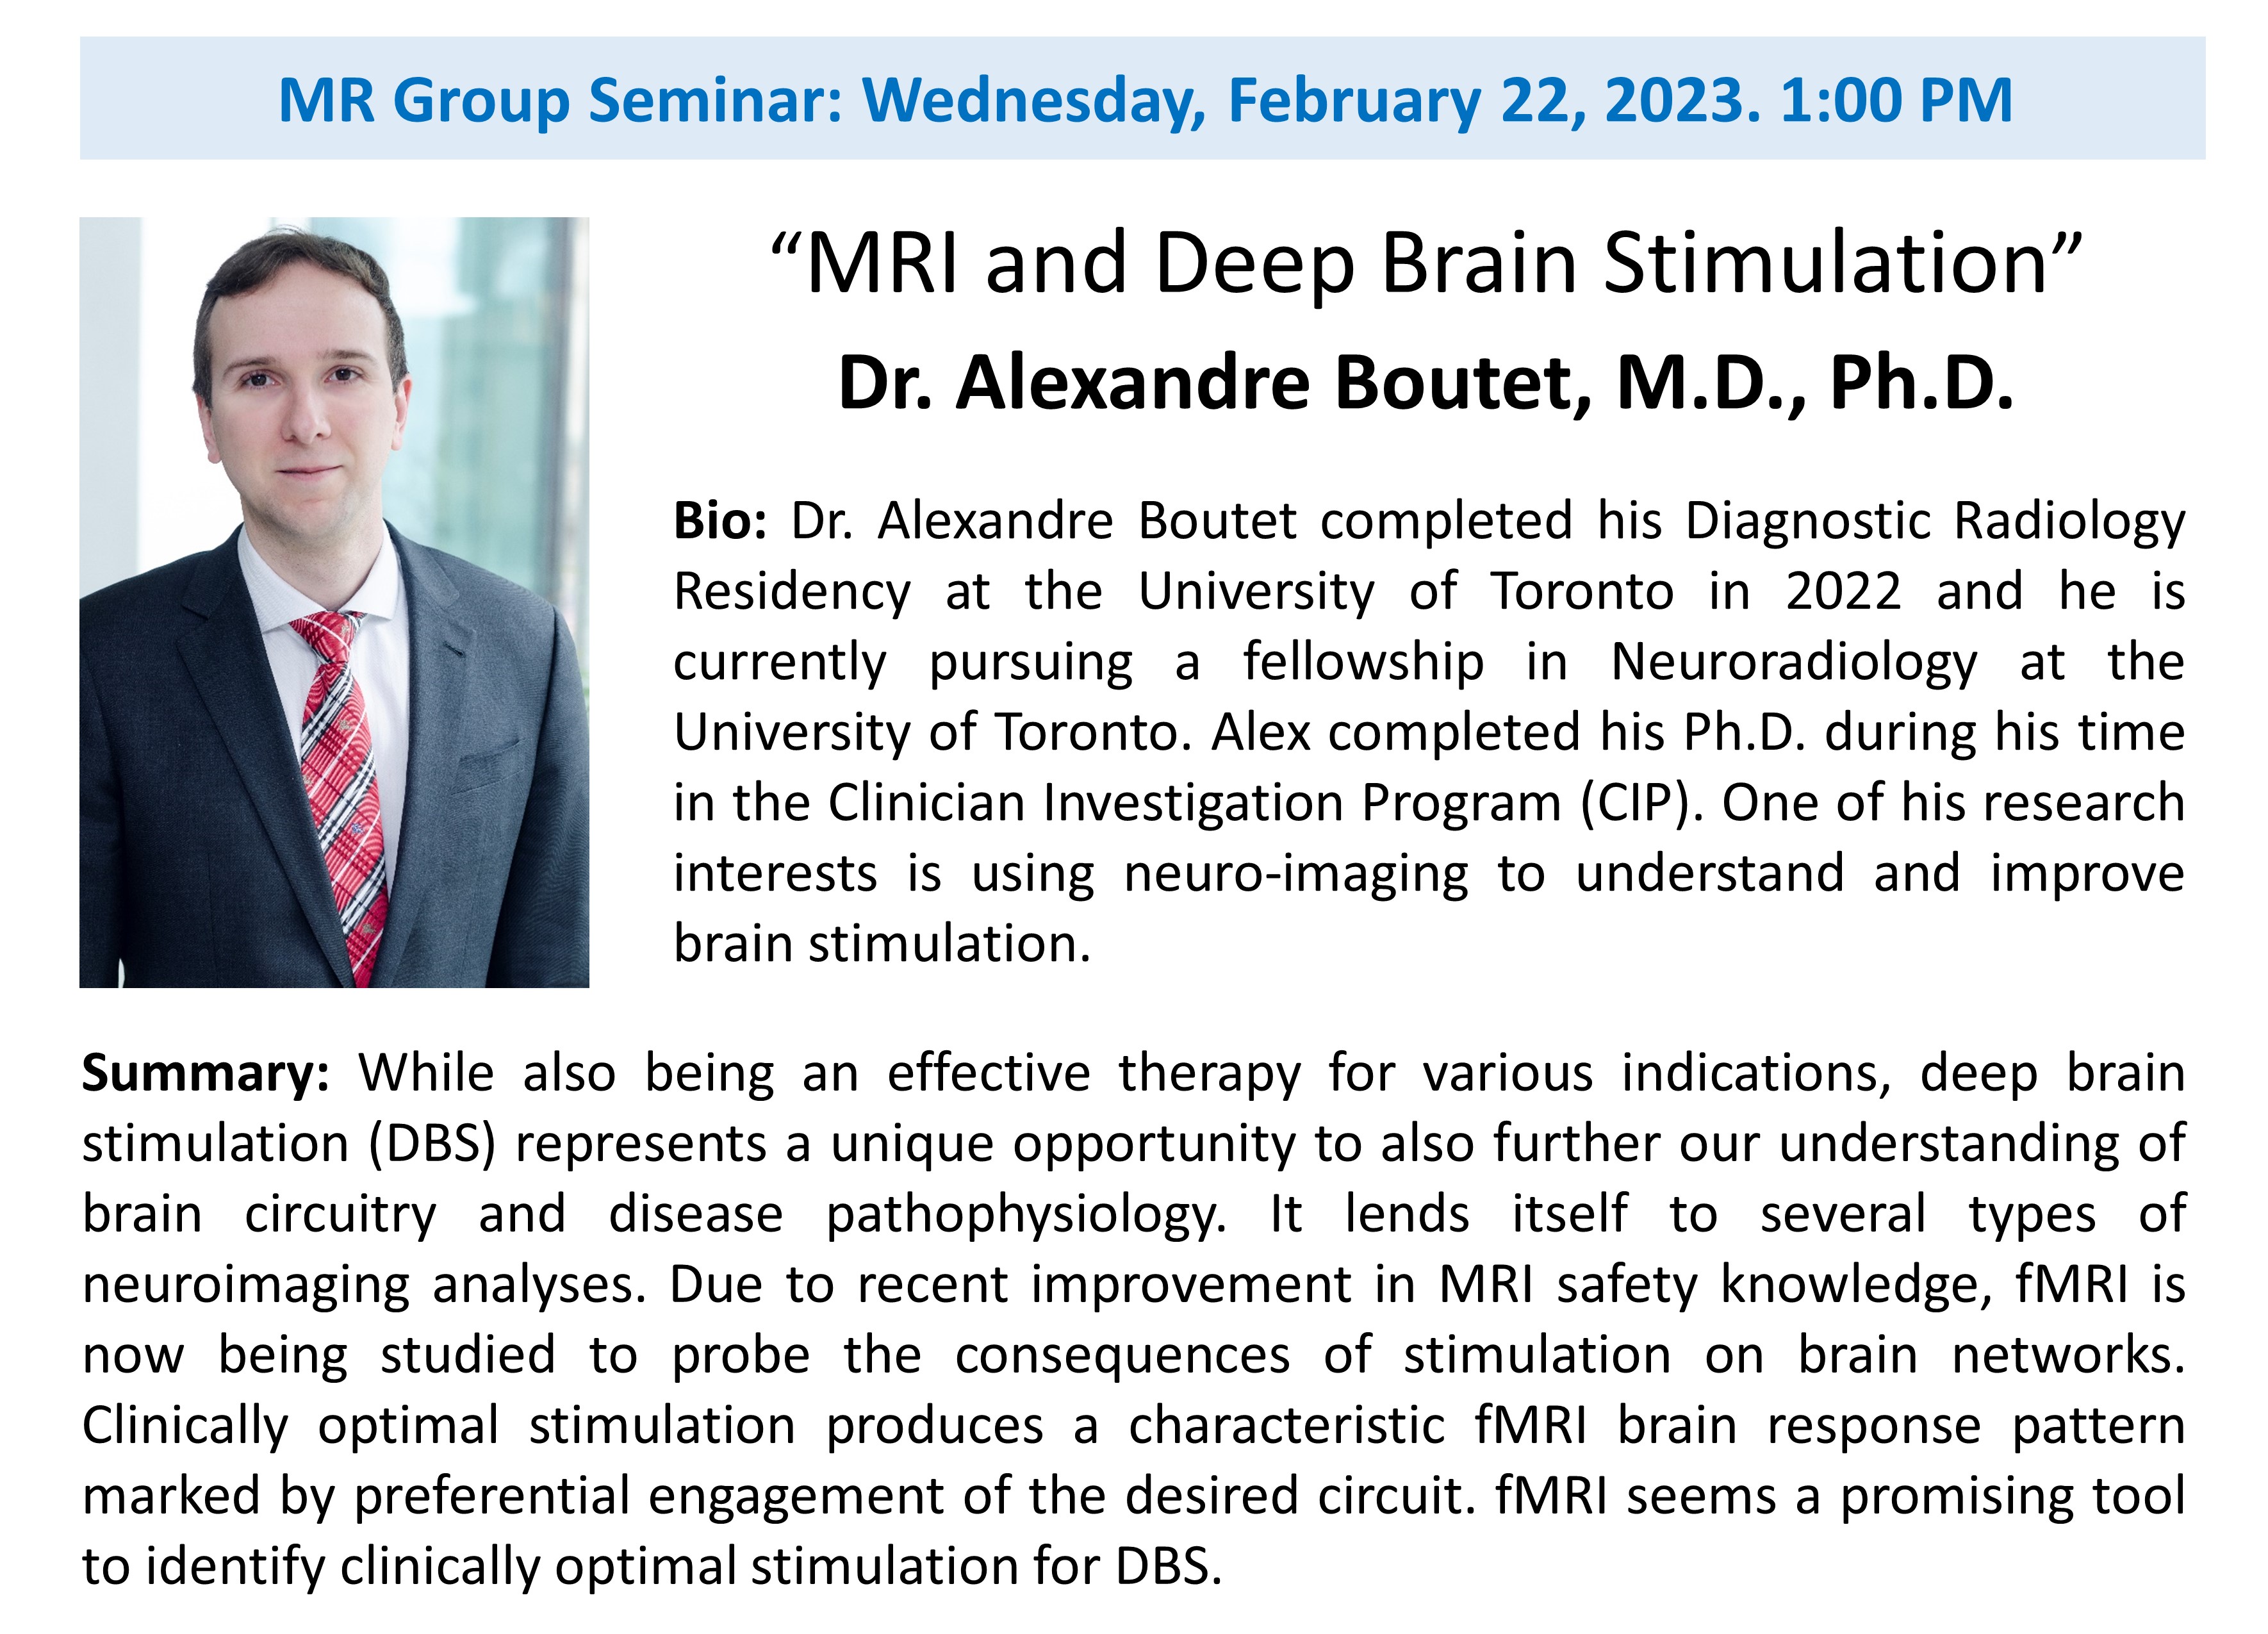 MR Group Seminar: Wednesday, February 22, 2023. 1:00 PM
“MRI and Deep Brain Stimulation”
Dr. Alexandre Boutet, M.D., Ph.D.
Bio: Dr. Alexandre Boutet completed his Diagnostic Radiology
Residency at the University of Toronto in 2022 and he is
currently pursuing a fellowship in Neuroradiology at the
University of Toronto. Alex completed his Ph.D. during his time
in the Clinician Investigation Program (CIP). One of his research
interests is using neuro-imaging to understand and improve
brain stimulation.
Summary: While also being an effective therapy for various indications, deep brain
stimulation (DBS) represents a unique opportunity to also further our understanding of
brain circuitry and disease pathophysiology. It lends itself to several types of
neuroimaging analyses. Due to recent improvement in MRI safety knowledge, fMRI is
now being studied to probe the consequences of stimulation on brain networks.
Clinically optimal stimulation produces a characteristic fMRI brain response pattern
marked by preferential engagement of the desired circuit. fMRI seems a promising tool
to identify clinically optimal stimulation for DBS.